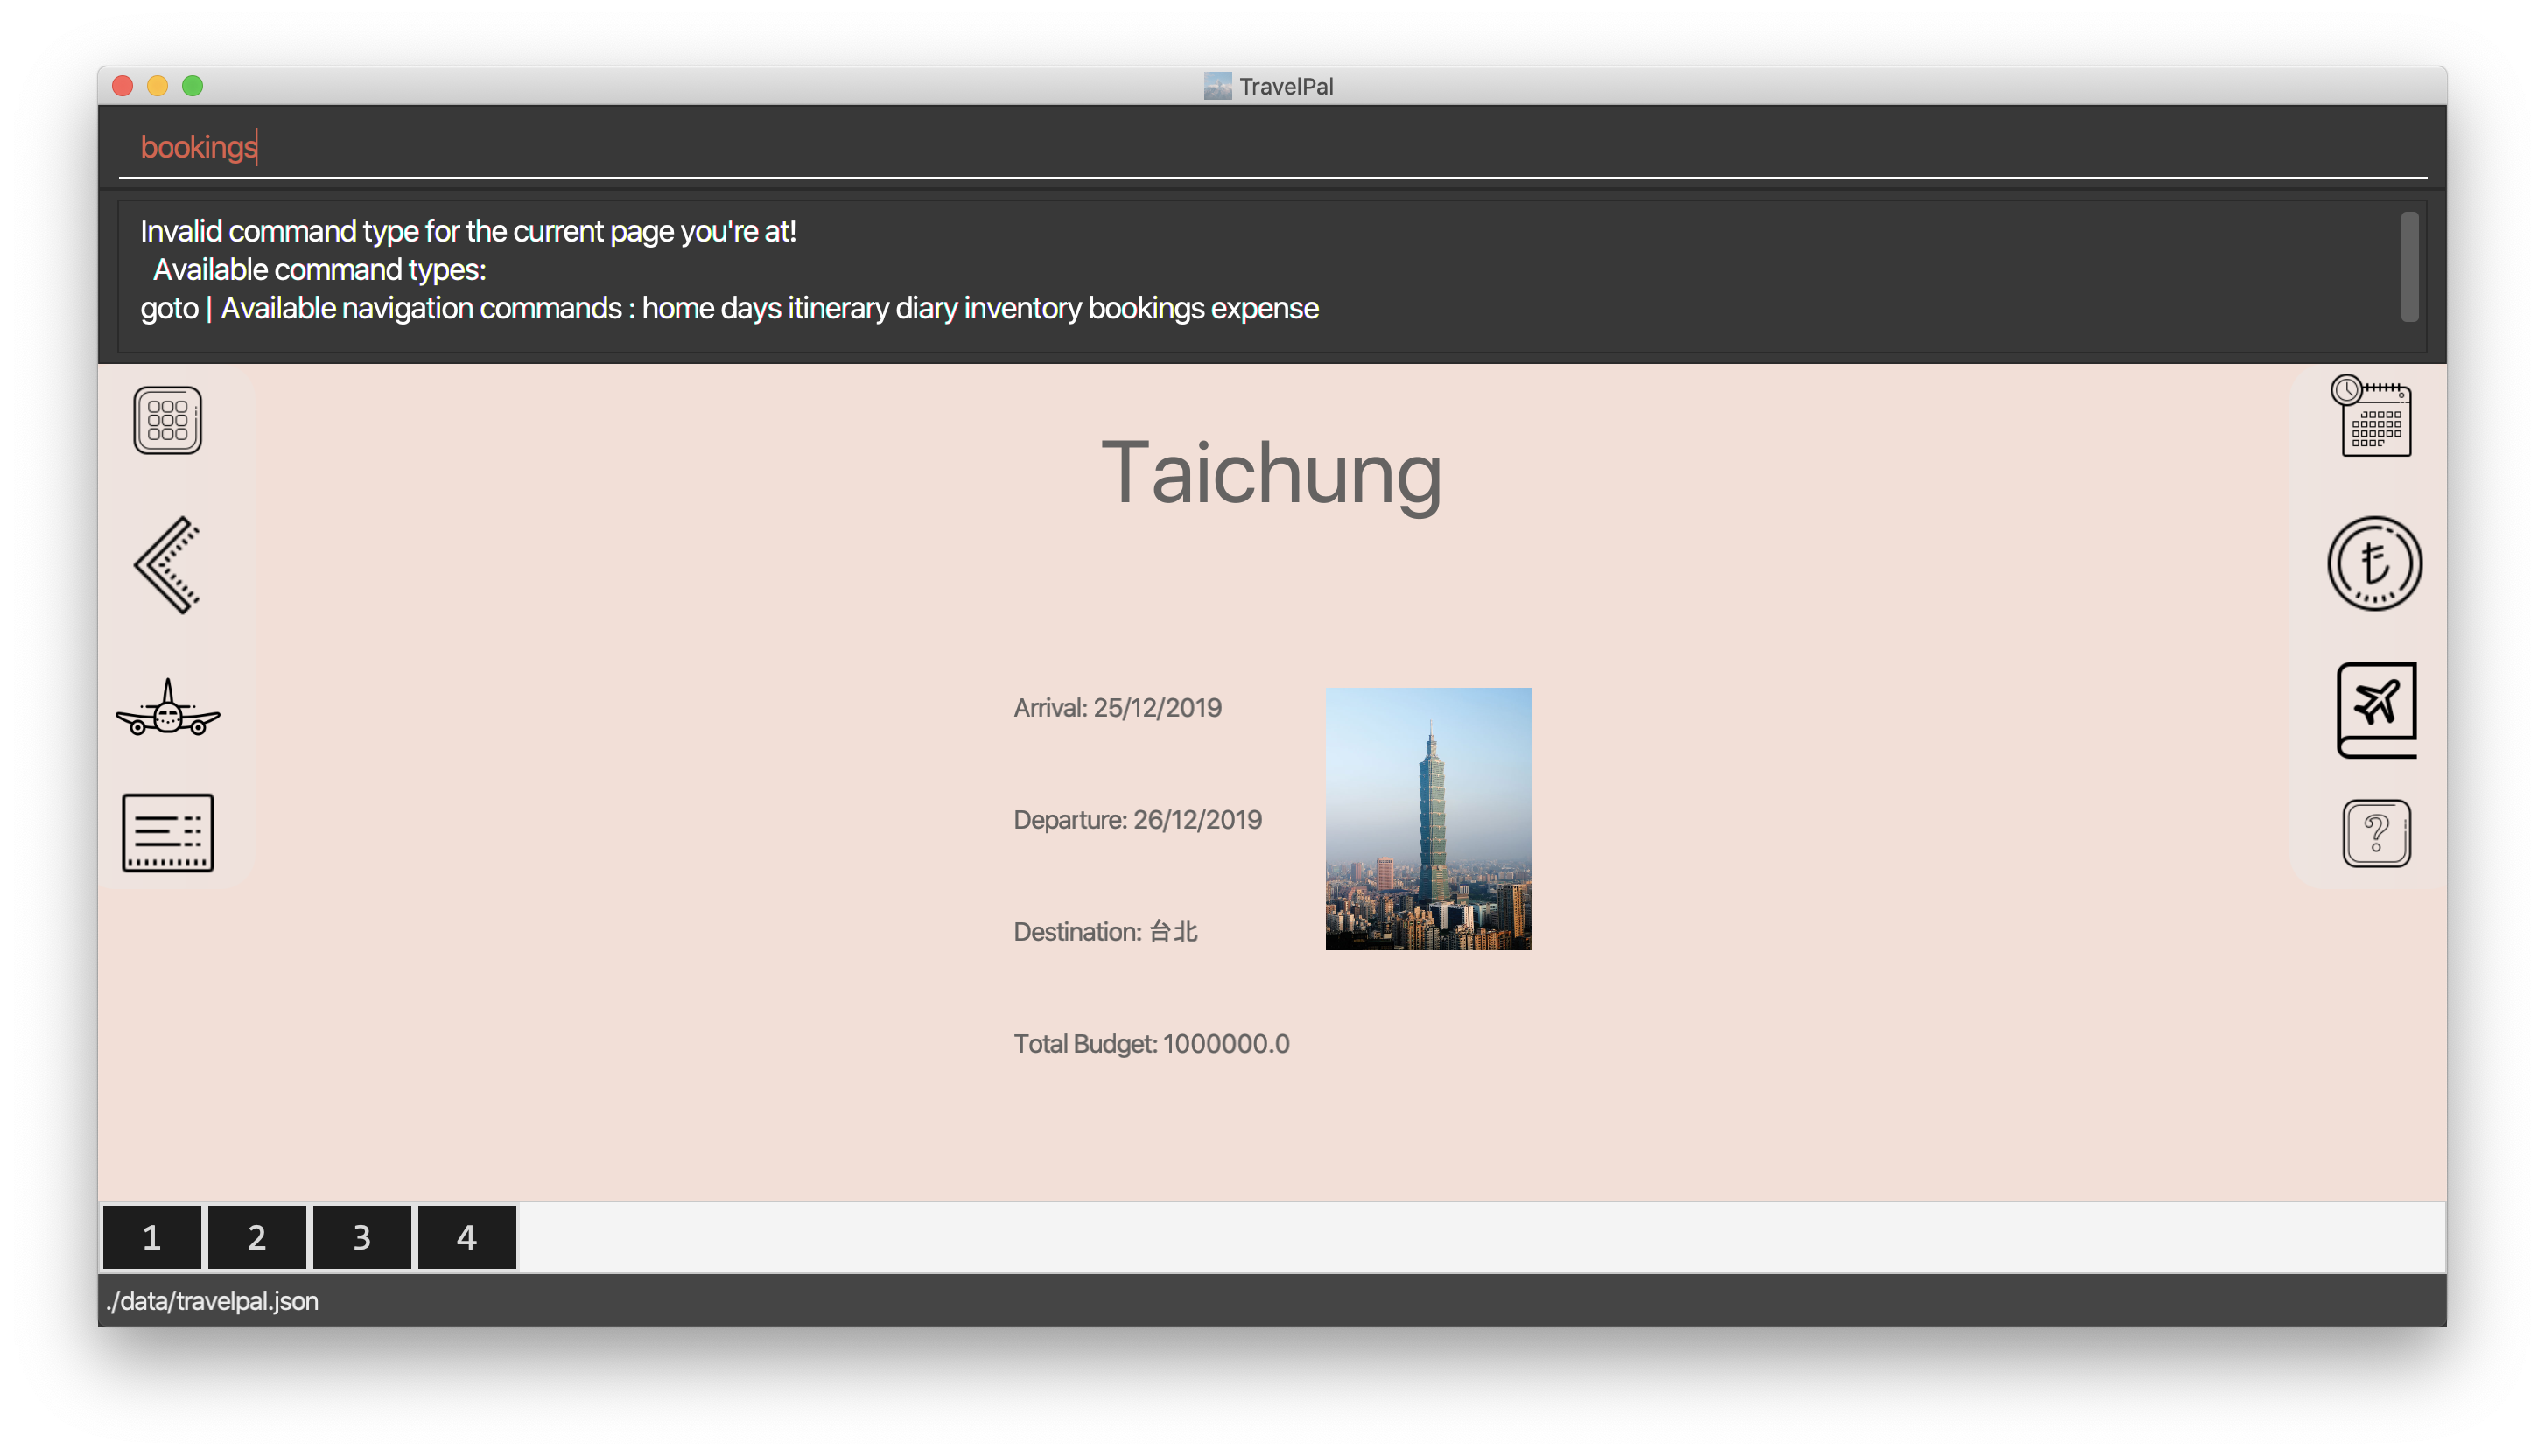 TravelPal
bookings
Invalid command type for the current page you're at!
Available command types:
goto | Available navigation commands : home days itinerary diary inventory bookings expense
Taichung
Arrival: 25/12/2019
Departure: 26/12/2019
Destination: 台北
Total Budget: 1000000.0
?
1 2 3 4
./data/travelpal.json